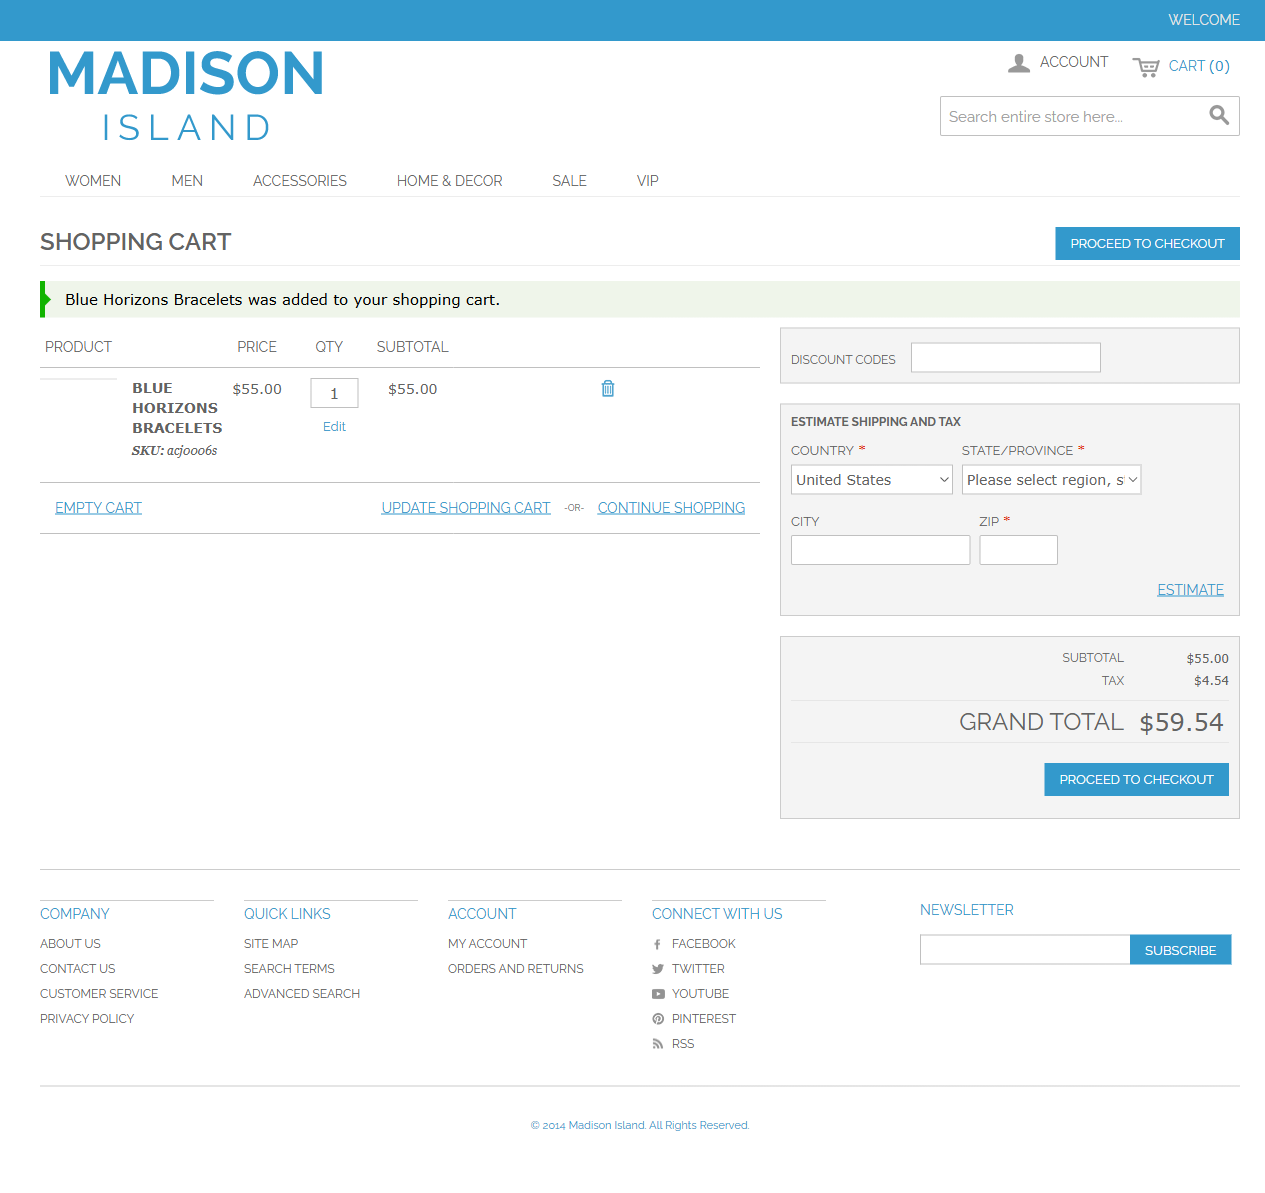 WELCOME
MADISON
ISLAND
ACCOUNT
CART (0)
Search entire store here...
WOMEN MEN ACCESSORIES HOME & DECOR SALE VIP
SHOPPING CART
PROCEED TO CHECKOUT
Blue Horizons Bracelets was added to your shopping cart.
PRODUCT PRICE QTY SUBTOTAL
BLUE HORIZONS BRACELETS
SKU: acj0006s
$55.00
1
Edit
$55.00
EMPTY CART
UPDATE SHOPPING CART -OR- CONTINUE SHOPPING
DISCOUNT CODES
ESTIMATE SHIPPING AND TAX
COUNTRY * STATE/PROVINCE *
United States Please select region, s
CITY ZIP *
ESTIMATE
SUBTOTAL $55.00
TAX $4.54
GRAND TOTAL $59.54
PROCEED TO CHECKOUT
COMPANY
ABOUT US
CONTACT US
CUSTOMER SERVICE
PRIVACY POLICY
QUICK LINKS
SITE MAP
SEARCH TERMS
ADVANCED SEARCH
ACCOUNT
MY ACCOUNT
ORDERS AND RETURNS
CONNECT WITH US
FACEBOOK
TWITTER
YOUTUBE
PINTEREST
RSS
NEWSLETTER
SUBSCRIBE
© 2014 Madison Island. All Rights Reserved.